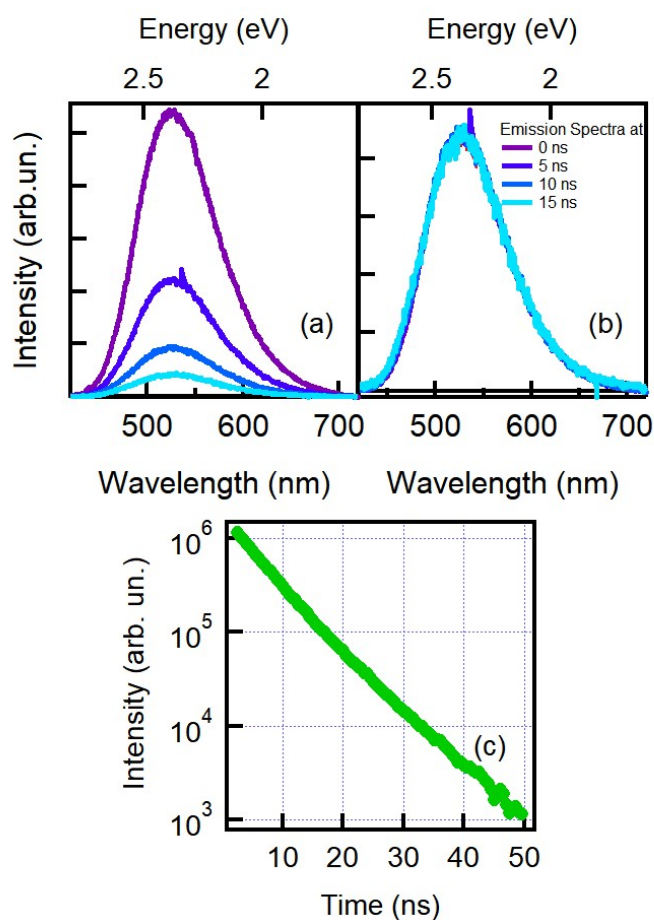 Energy (eV) Energy (eV)
2.5 2 2.5 2
Intensity (arb.un.)
Emission Spectra at
0 ns
5 ns
10 ns
15 ns
(a) (b)
500 600 700 500 600 700
Wavelength (nm) Wavelength (nm)
Intensity (arb. un.)
10⁶
10⁵
10⁴
10³
(c)
10 20 30 40 50
Time (ns)